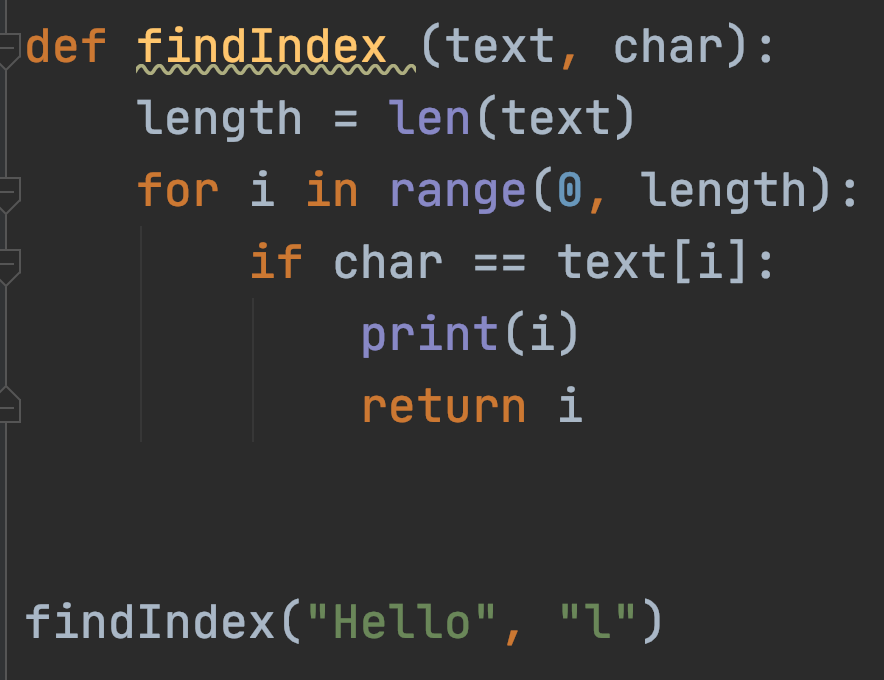 def findIndex (text, char):
    length = len(text)
    for i in range(0, length):
        if char == text[i]:
            print(i)
            return i
findIndex("Hello", "l")